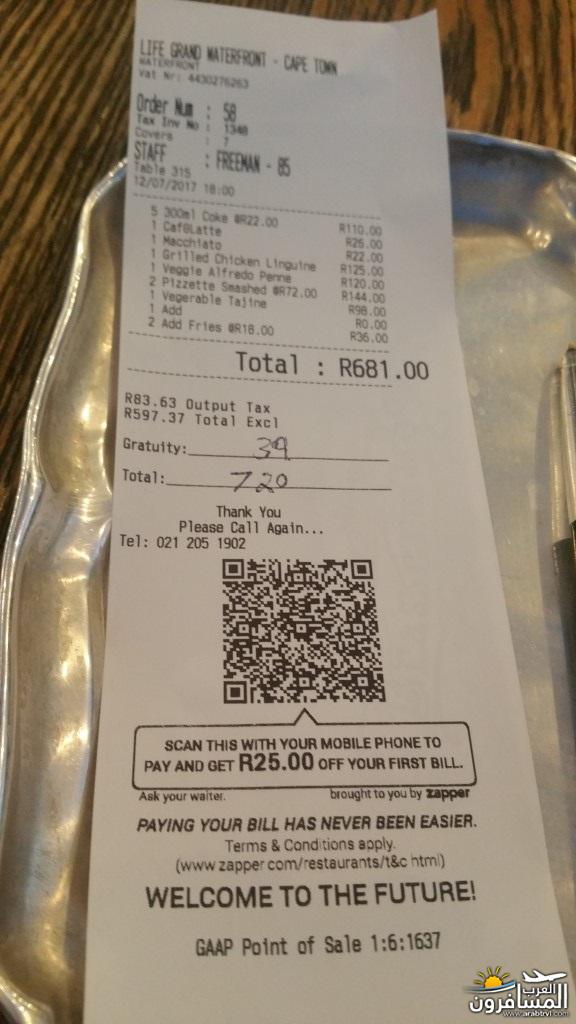 LIFE GRAND WATERFRONT - CAPE TOWN
WATERFRONT
Vat Nr: 4430276263
Order Num : 58
Tax Inv No : 1348
Covers : 7
STAFF : FREEMAN - 85
Table 315
12/07/2017 18:00
5 300ml Coke @R22.00 R110.00
1 Caf@Latte R26.00
1 Macchiato R22.00
1 Grilled Chicken Linguine R125.00
1 Veggie Alfredo Penne R120.00
2 Pizzette Smashed @R72.00 R144.00
1 Vegerable Tajine R98.00
1 Add R0.00
2 Add Fries @R18.00 R36.00
Total : R681.00
R83.63 Output Tax
R597.37 Total Excl
Gratuity: 39
Total: 720
Thank You
Please Call Again...
Tel: 021 205 1902
SCAN THIS WITH YOUR MOBILE PHONE TO
PAY AND GET R25.00 OFF YOUR FIRST BILL.
Ask your waiter. brought to you by zapper
PAYING YOUR BILL HAS NEVER BEEN EASIER.
Terms & Conditions apply.
(www.zapper.com/restaurants/t&c html)
WELCOME TO THE FUTURE!
GAAP Point of Sale 1:6:1637
العرب
المسافرون
www.arabtrvl.com